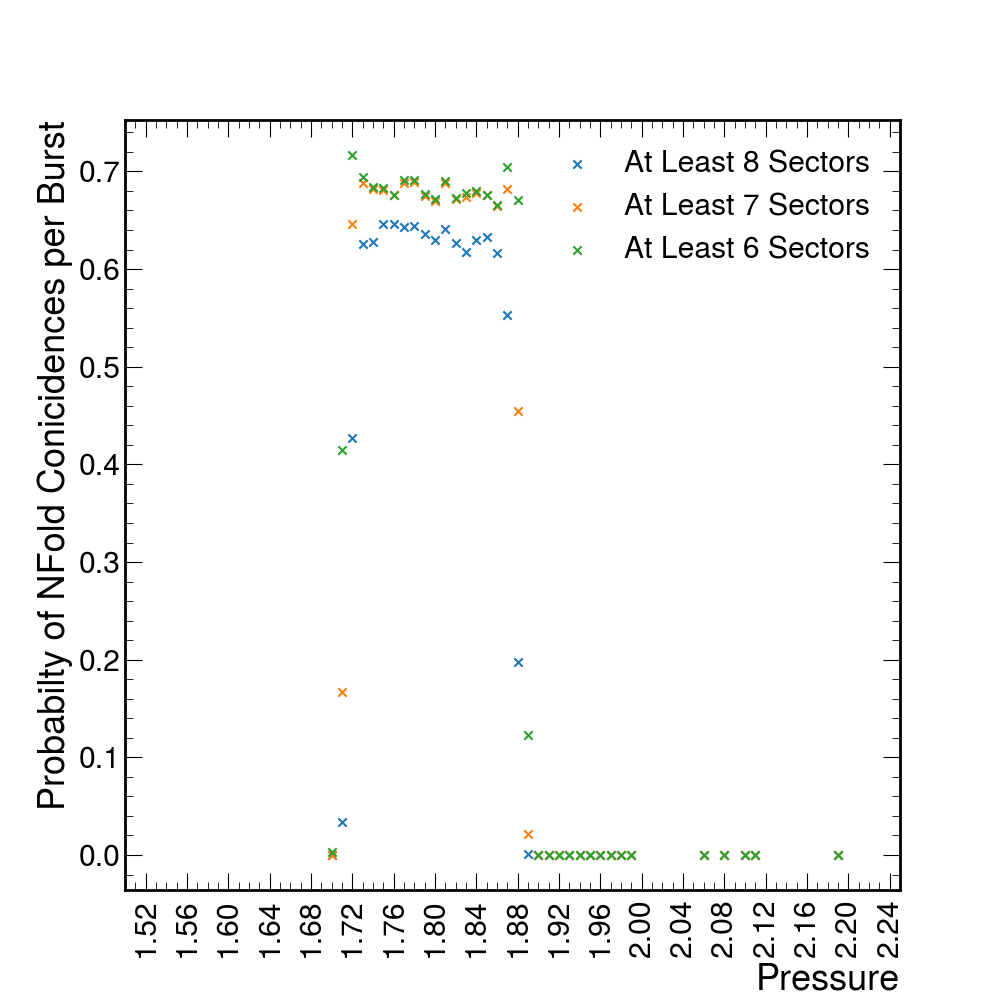 Probabilty of NFold Conicidences per Burst
0.7
0.6
0.5
0.4
0.3
0.2
0.1
0.0
At Least 8 Sectors
At Least 7 Sectors
At Least 6 Sectors
1.52 1.56 1.60 1.64 1.68 1.72 1.76 1.80 1.84 1.88 1.92 1.96 2.00 2.04 2.08 2.12 2.16 2.20 2.24
Pressure